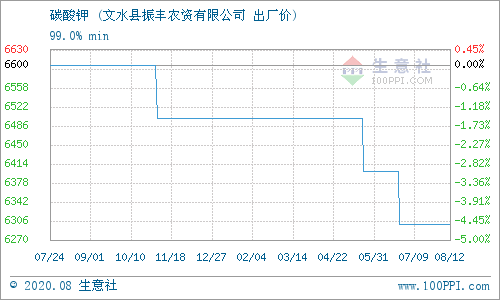 碳酸钾 (文水县振丰农资有限公司 出厂价)
99.0% min
6630 0.45%
6600 0.00%
生意社
100PPI.COM
6558 -0.64%
6522 -1.18%
6486 -1.73%
6450 -2.27%
6414 -2.82%
6378 -3.36%
6342 -3.91%
6306 -4.45%
6270 -5.00%
07/24 09/01 10/10 11/18 12/27 02/04 03/14 04/22 05/31 07/09 08/12
© 2020.08 生意社 www.100PPI.com